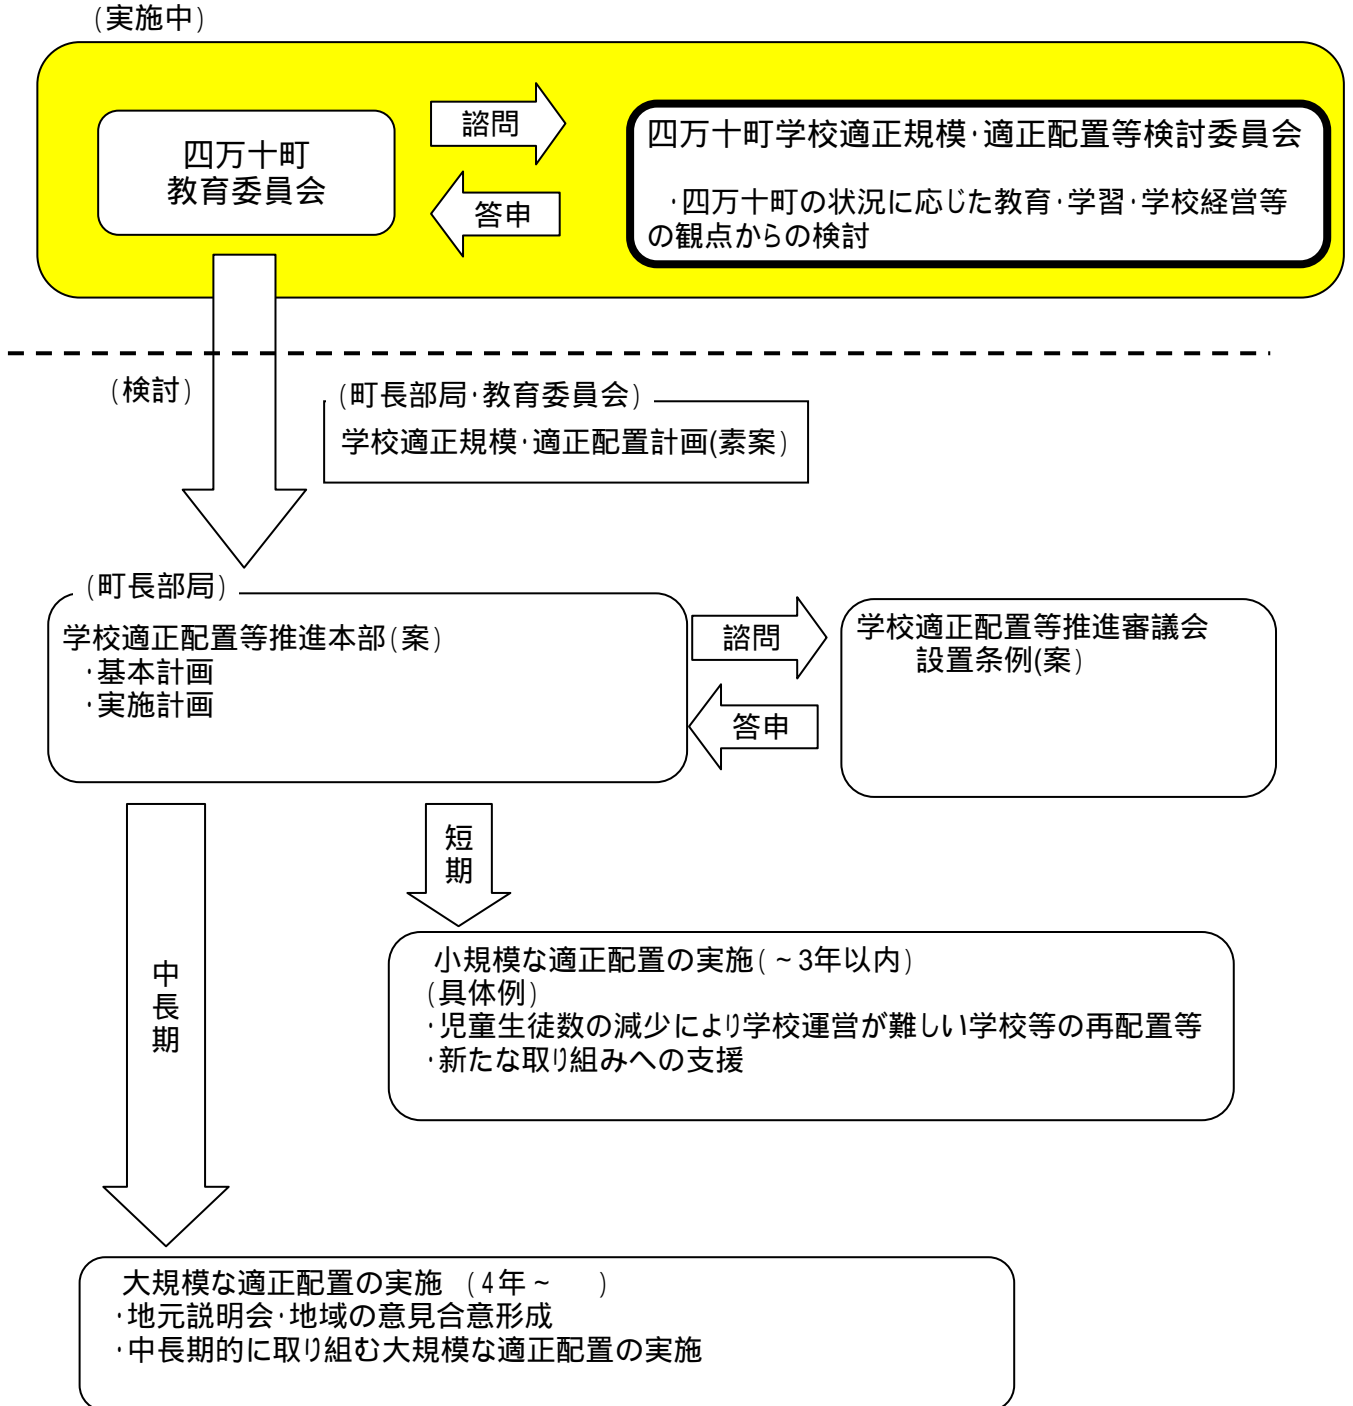 (実施中)
四万十町
教育委員会
諮問
答申
四万十町学校適正規模・適正配置等検討委員会
・四万十町の状況に応じた教育・学習・学校経営等
の観点からの検討
(検討)
(町長部局・教育委員会)
学校適正規模・適正配置計画(素案)
(町長部局)
学校適正配置等推進本部(案)
・基本計画
・実施計画
諮問
答申
学校適正配置等推進審議会
設置条例(案)
短期
中長期
小規模な適正配置の実施(~3年以内)
(具体例)
・児童生徒数の減少により学校運営が難しい学校等の再配置等
・新たな取り組みへの支援
大規模な適正配置の実施 (4年~ )
・地元説明会・地域の意見合意形成
・中長期的に取り組む大規模な適正配置の実施